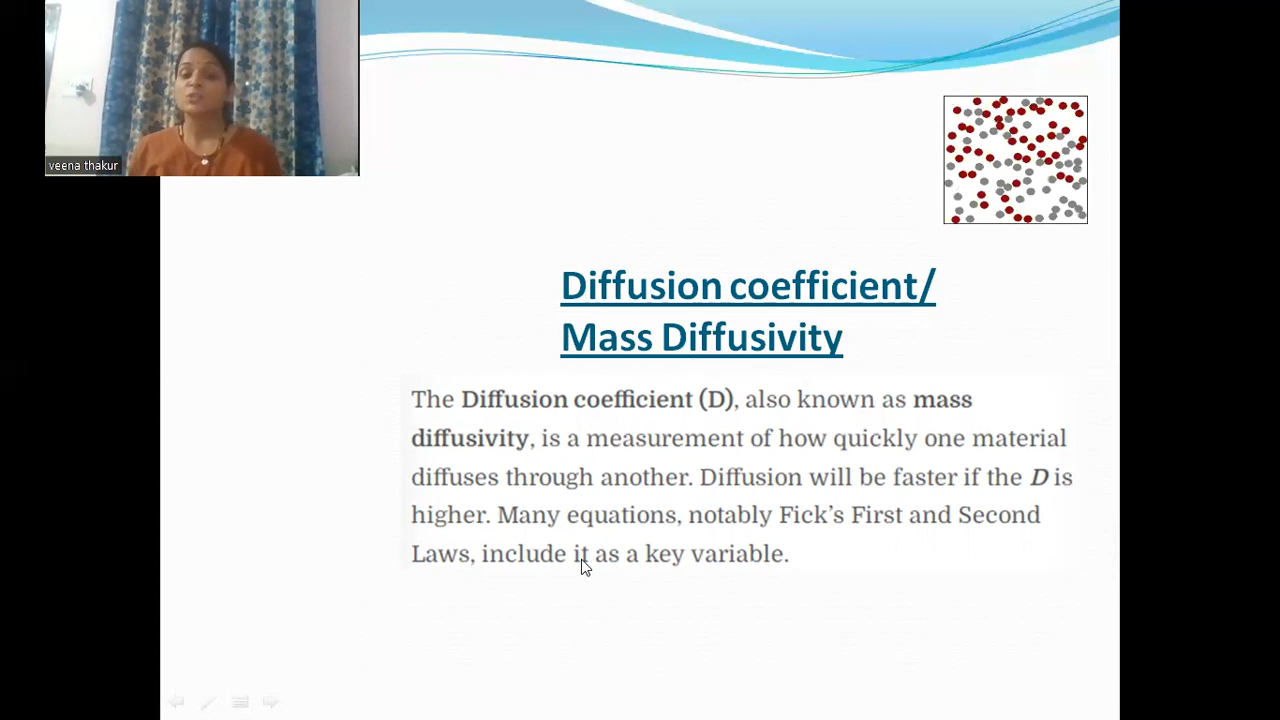 veena thakur
Diffusion coefficient/
Mass Diffusivity
The Diffusion coefficient (D), also known as mass
diffusivity, is a measurement of how quickly one material
diffuses through another. Diffusion will be faster if the D is
higher. Many equations, notably Fick’s First and Second
Laws, include it as a key variable.